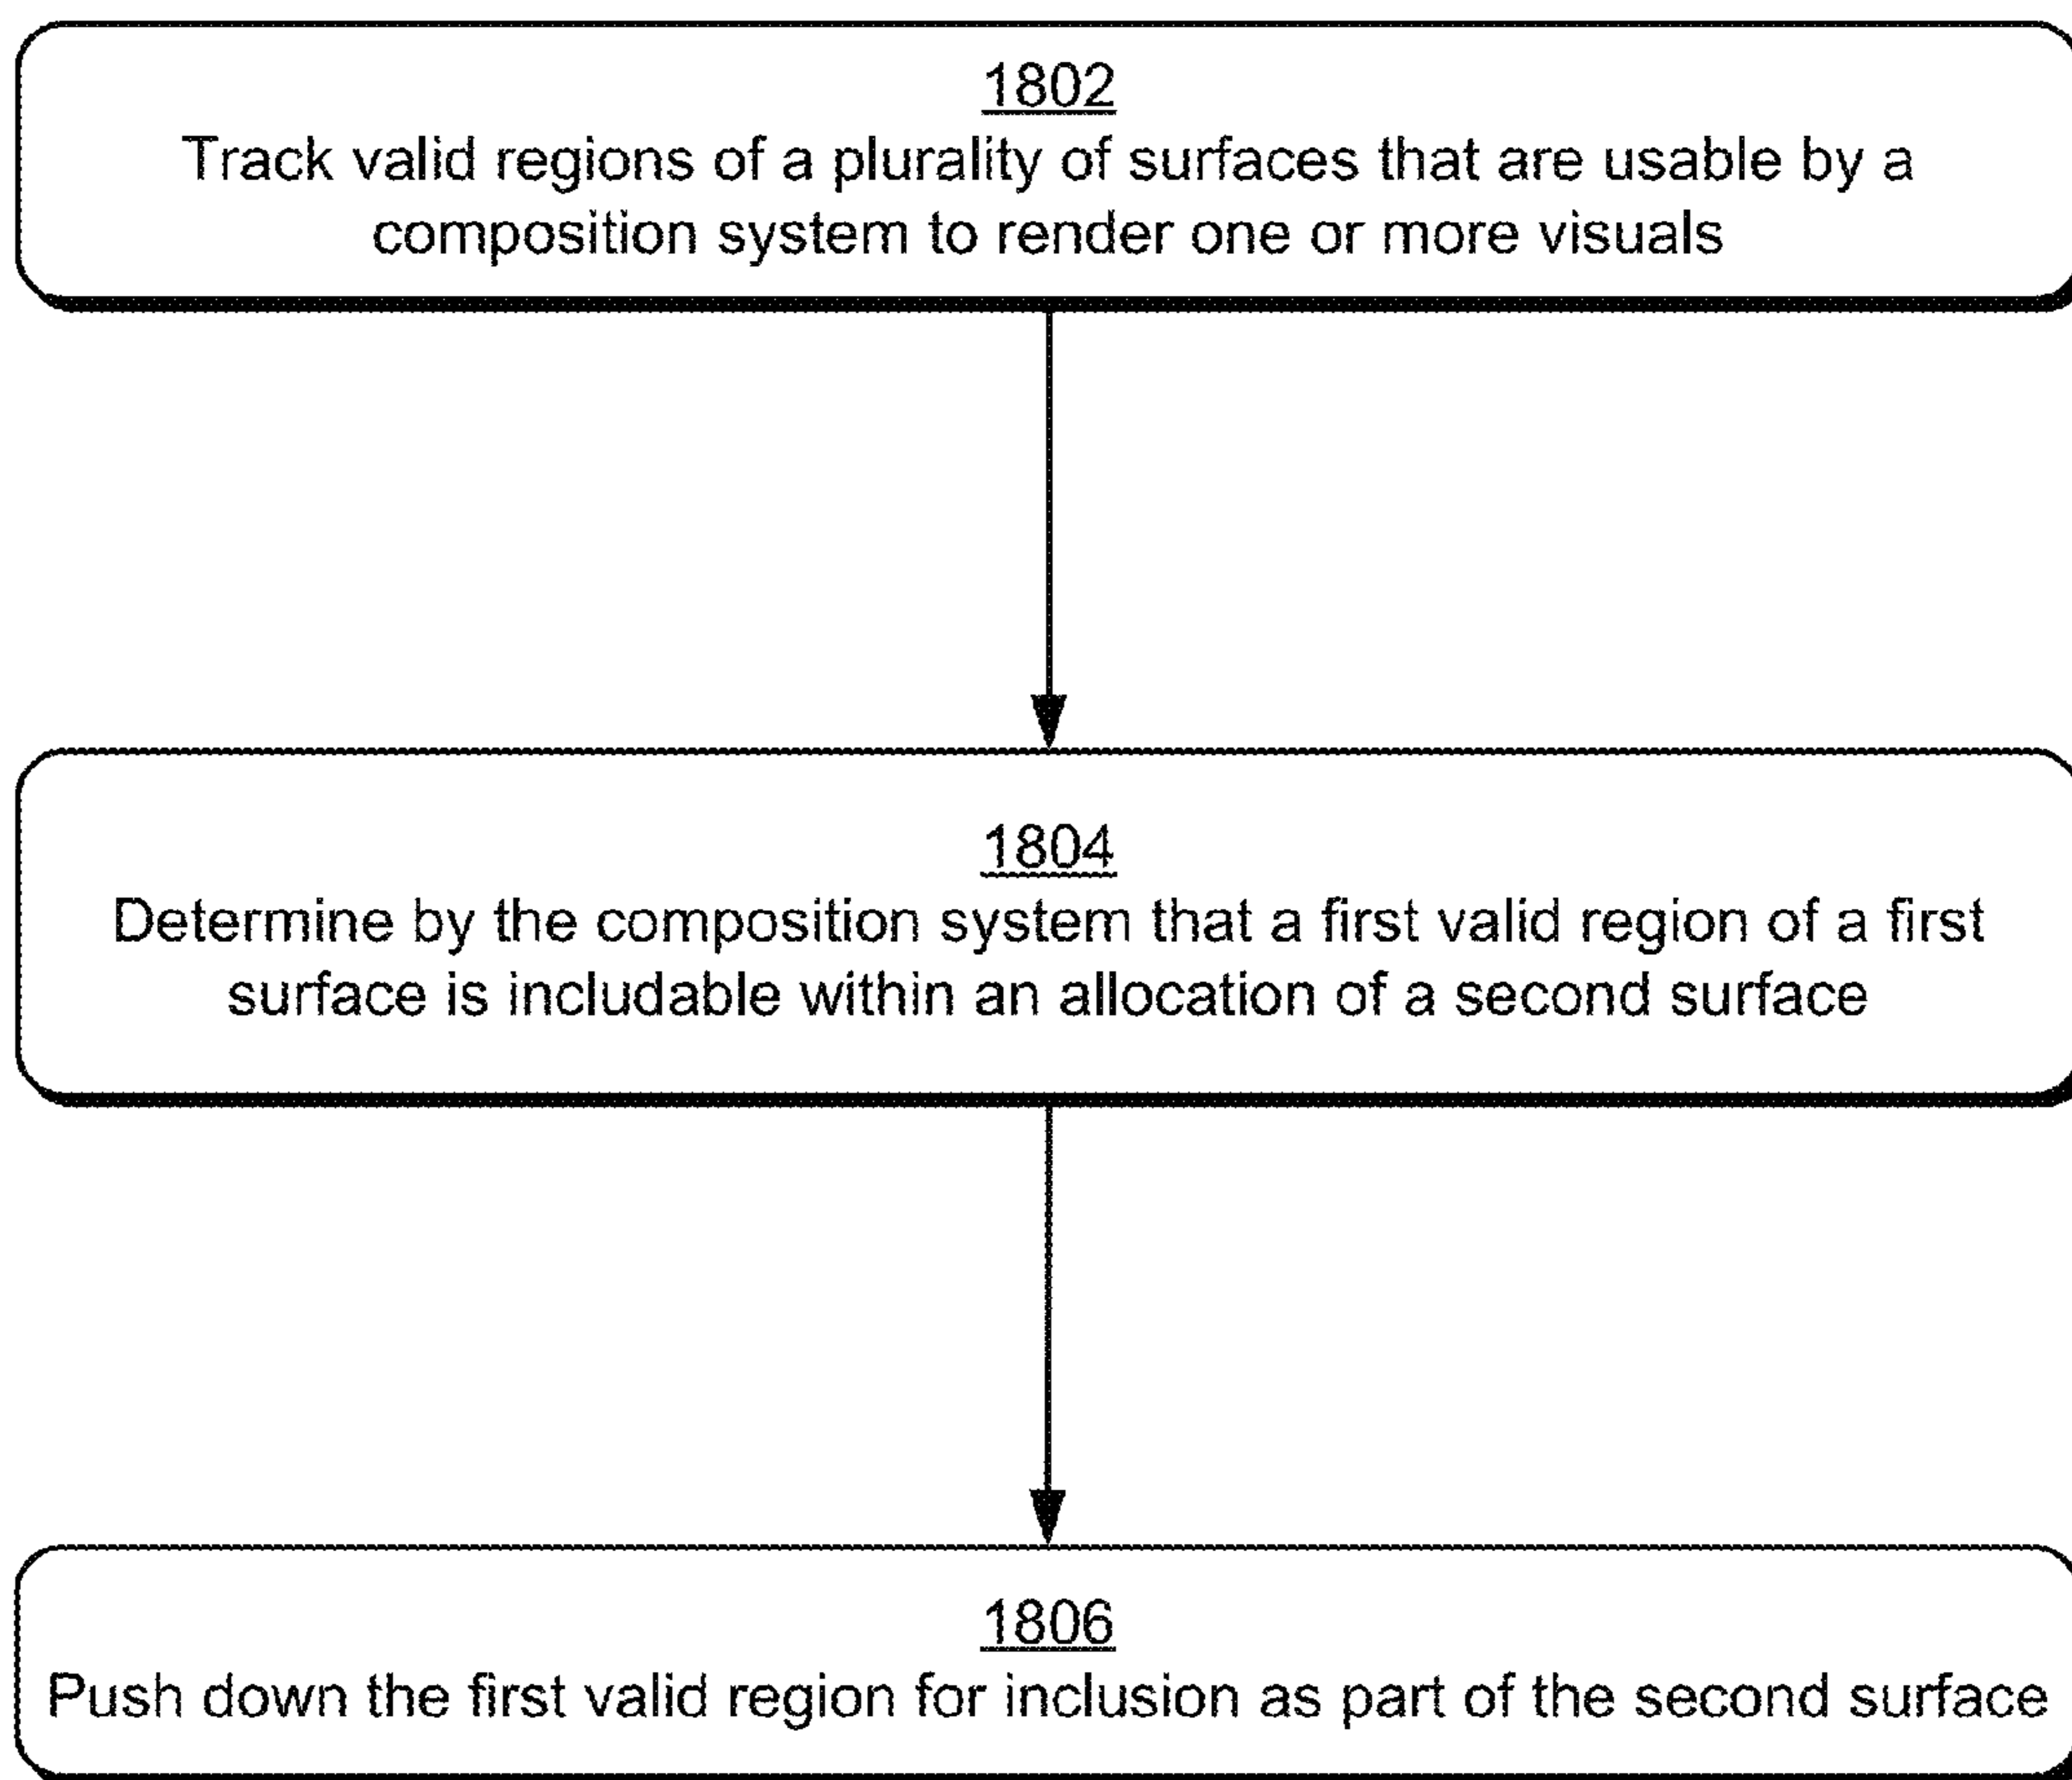 1802
Track valid regions of a plurality of surfaces that are usable by a
composition system to render one or more visuals
1804
Determine by the composition system that a first valid region of a first
surface is includable within an allocation of a second surface
1806
Push down the first valid region for inclusion as part of the second surface